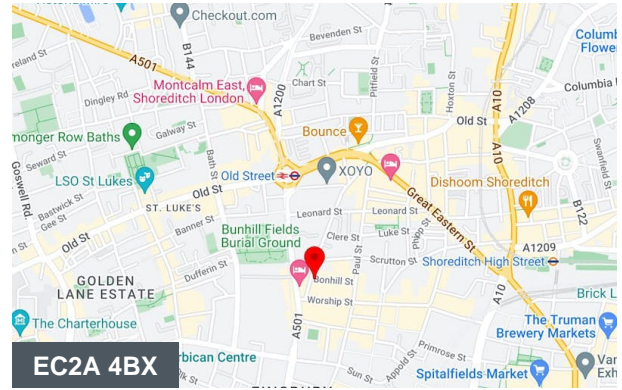 Checkout.com
A501
B144
Bevenden St
Columb
Flower
Montcalm East,
Shoreditch London
A1200
Chart St
Pitfield St
Hoxton St
A10
A1208
Columbia
Dingley Rd
Galway St
monger Row Baths
Seward St
Bath St
Bounce
Old St
Swanfield St
Goswell Rd.
LSO St Lukes
Old Street
XOYO
Old St
Dishoom Shoreditch
Bastwick St
Gee St
ST. LUKE'S
Leonard St
Leonard St
Great Eastern St
A10
B122
Old St
Banner St
Bunhill Fields
Burial Ground
Clere St
Luke St
Phipp St
Paul St
Scrutton St
A1209
Dufferin St
Shoreditch High Street
GOLDEN
LANE ESTATE
Bonhill St
Worship St
A10
Brick L
A501
The Charterhouse
The Truman
Brewery Markets
rbican Centre
Sun St
Appold St
Primrose St
Van
Exh
EC2A 4BX
FINSBURY
Spitalfields Market